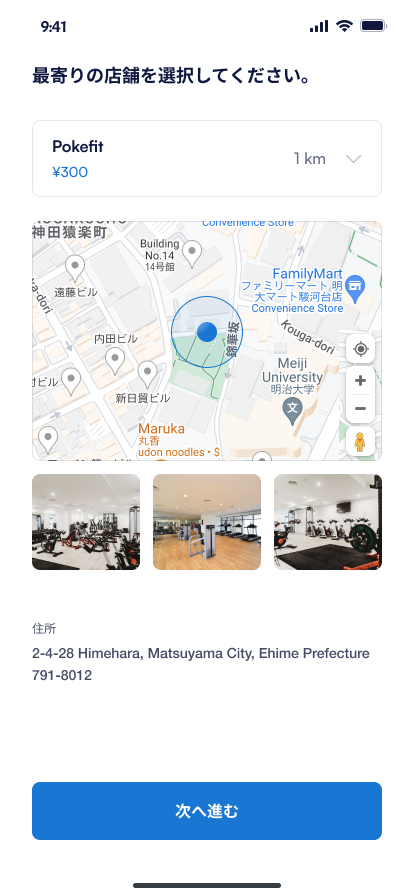 9:41
最寄りの店舗を選択してください。
Pokefit
¥300
1 km
神田猿楽町
Convenience Store
Building
No.14
14号館
遠藤ビル
FamilyMart
ファミリーマート 明
大マート駿河台店
Convenience Store
内田ビル
錦華坂
Kouga-dori
Meiji
University
明治大学
村ビル
新日貿ビル
文
Maruka
丸香
udon noodles • $
住所
2-4-28 Himehara, Matsuyama City, Ehime Prefecture
791-8012
次へ進む